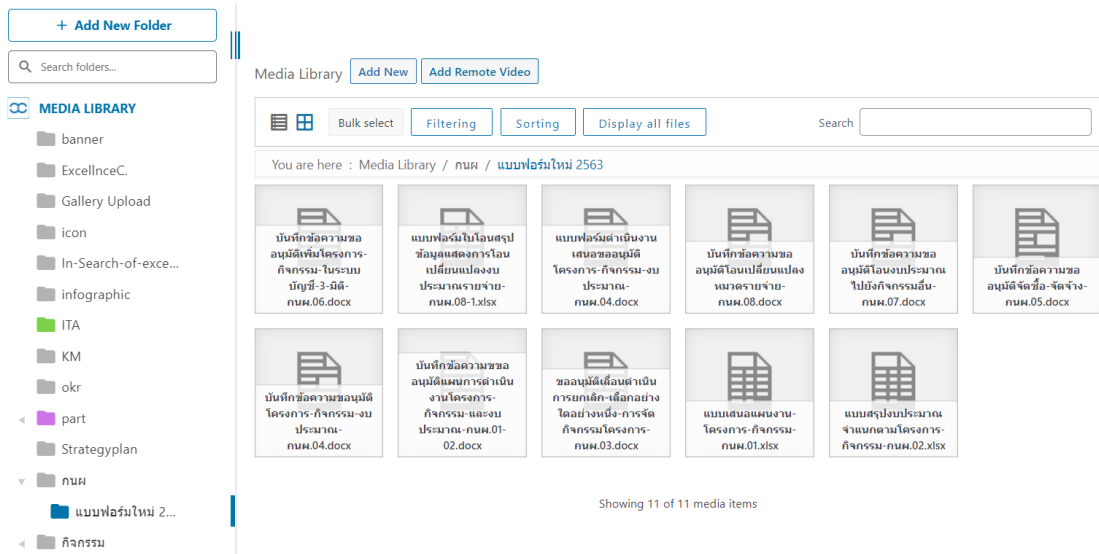 + Add New Folder
Search folders...
MEDIA LIBRARY
banner
ExcellnceC.
Gallery Upload
icon
In-Search-of-exce...
infographic
ITA
KM
okr
part
Strategyplan
กนผ
แบบฟอร์มใหม่ 2...
กิจกรรม
Media Library
Add New
Add Remote Video
Bulk select
Filtering
Sorting
Display all files
Search
You are here : Media Library / กนผ / แบบฟอร์มใหม่ 2563
บันทึกข้อความขอ
อนุมัติเพิ่มโครงการ-
กิจกรรม-ในระบบ
บัญชี-3-มิติ-
กนผ.06.docx
แบบฟอร์มใบโอนสรุป
ข้อมูลแสดงการโอน
เปลี่ยนแปลงงบ
ประมาณรายจ่าย-
กนผ.08-1.xlsx
แบบฟอร์มดำเนินงาน
เสนอขออนุมัติ
โครงการ-กิจกรรม-งบ
ประมาณ-
กนผ.04.docx
บันทึกข้อความขอ
อนุมัติโอนเปลี่ยนแปลง
หมวดรายจ่าย-
กนผ.08.docx
บันทึกข้อความขอ
อนุมัติโอนงบประมาณ
ไปยังกิจกรรมอื่น-
กนผ.07.docx
บันทึกข้อความขอ
อนุมัติจัดซื้อ-จัดจ้าง-
กนผ.05.docx
บันทึกข้อความขอนุมัติ
โครงการ-กิจกรรม-งบ
ประมาณ-
กนผ.04.docx
บันทึกข้อความขขอ
อนุมัติแผนการดำเนิน
งานโครงการ-
กิจกรรม-และงบ
ประมาณ-กนผ.01-
02.docx
ขออนุมัติเลื่อนดำเนิน
การยกเลิก-เลือกอย่าง
ใดอย่างหนึ่ง-การจัด
กิจกรรมโครงการ-
กนผ.03.docx
แบบเสนอแผนงาน-
โครงการ-กิจกรรม-
กนผ.01.xlsx
แบบสรุปงบประมาณ
จำแนกตามโครงการ-
กิจกรรม-กนผ.02.xlsx
Showing 11 of 11 media items